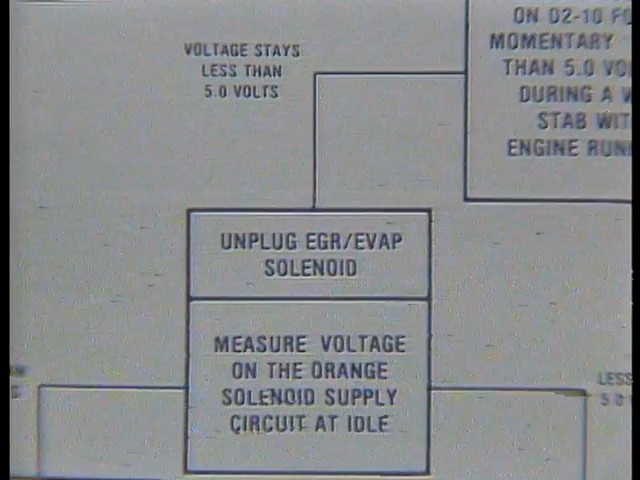 VOLTAGE STAYS
LESS THAN
5.0 VOLTS
ON 02-10 FO
MOMENTARY
THAN 5.0 VO
DURING A W
STAB WIT
ENGINE RUN
UNPLUG EGR/EVAP
SOLENOID
MEASURE VOLTAGE
ON THE ORANGE
SOLENOID SUPPLY
CIRCUIT AT IDLE
LESS
5.0